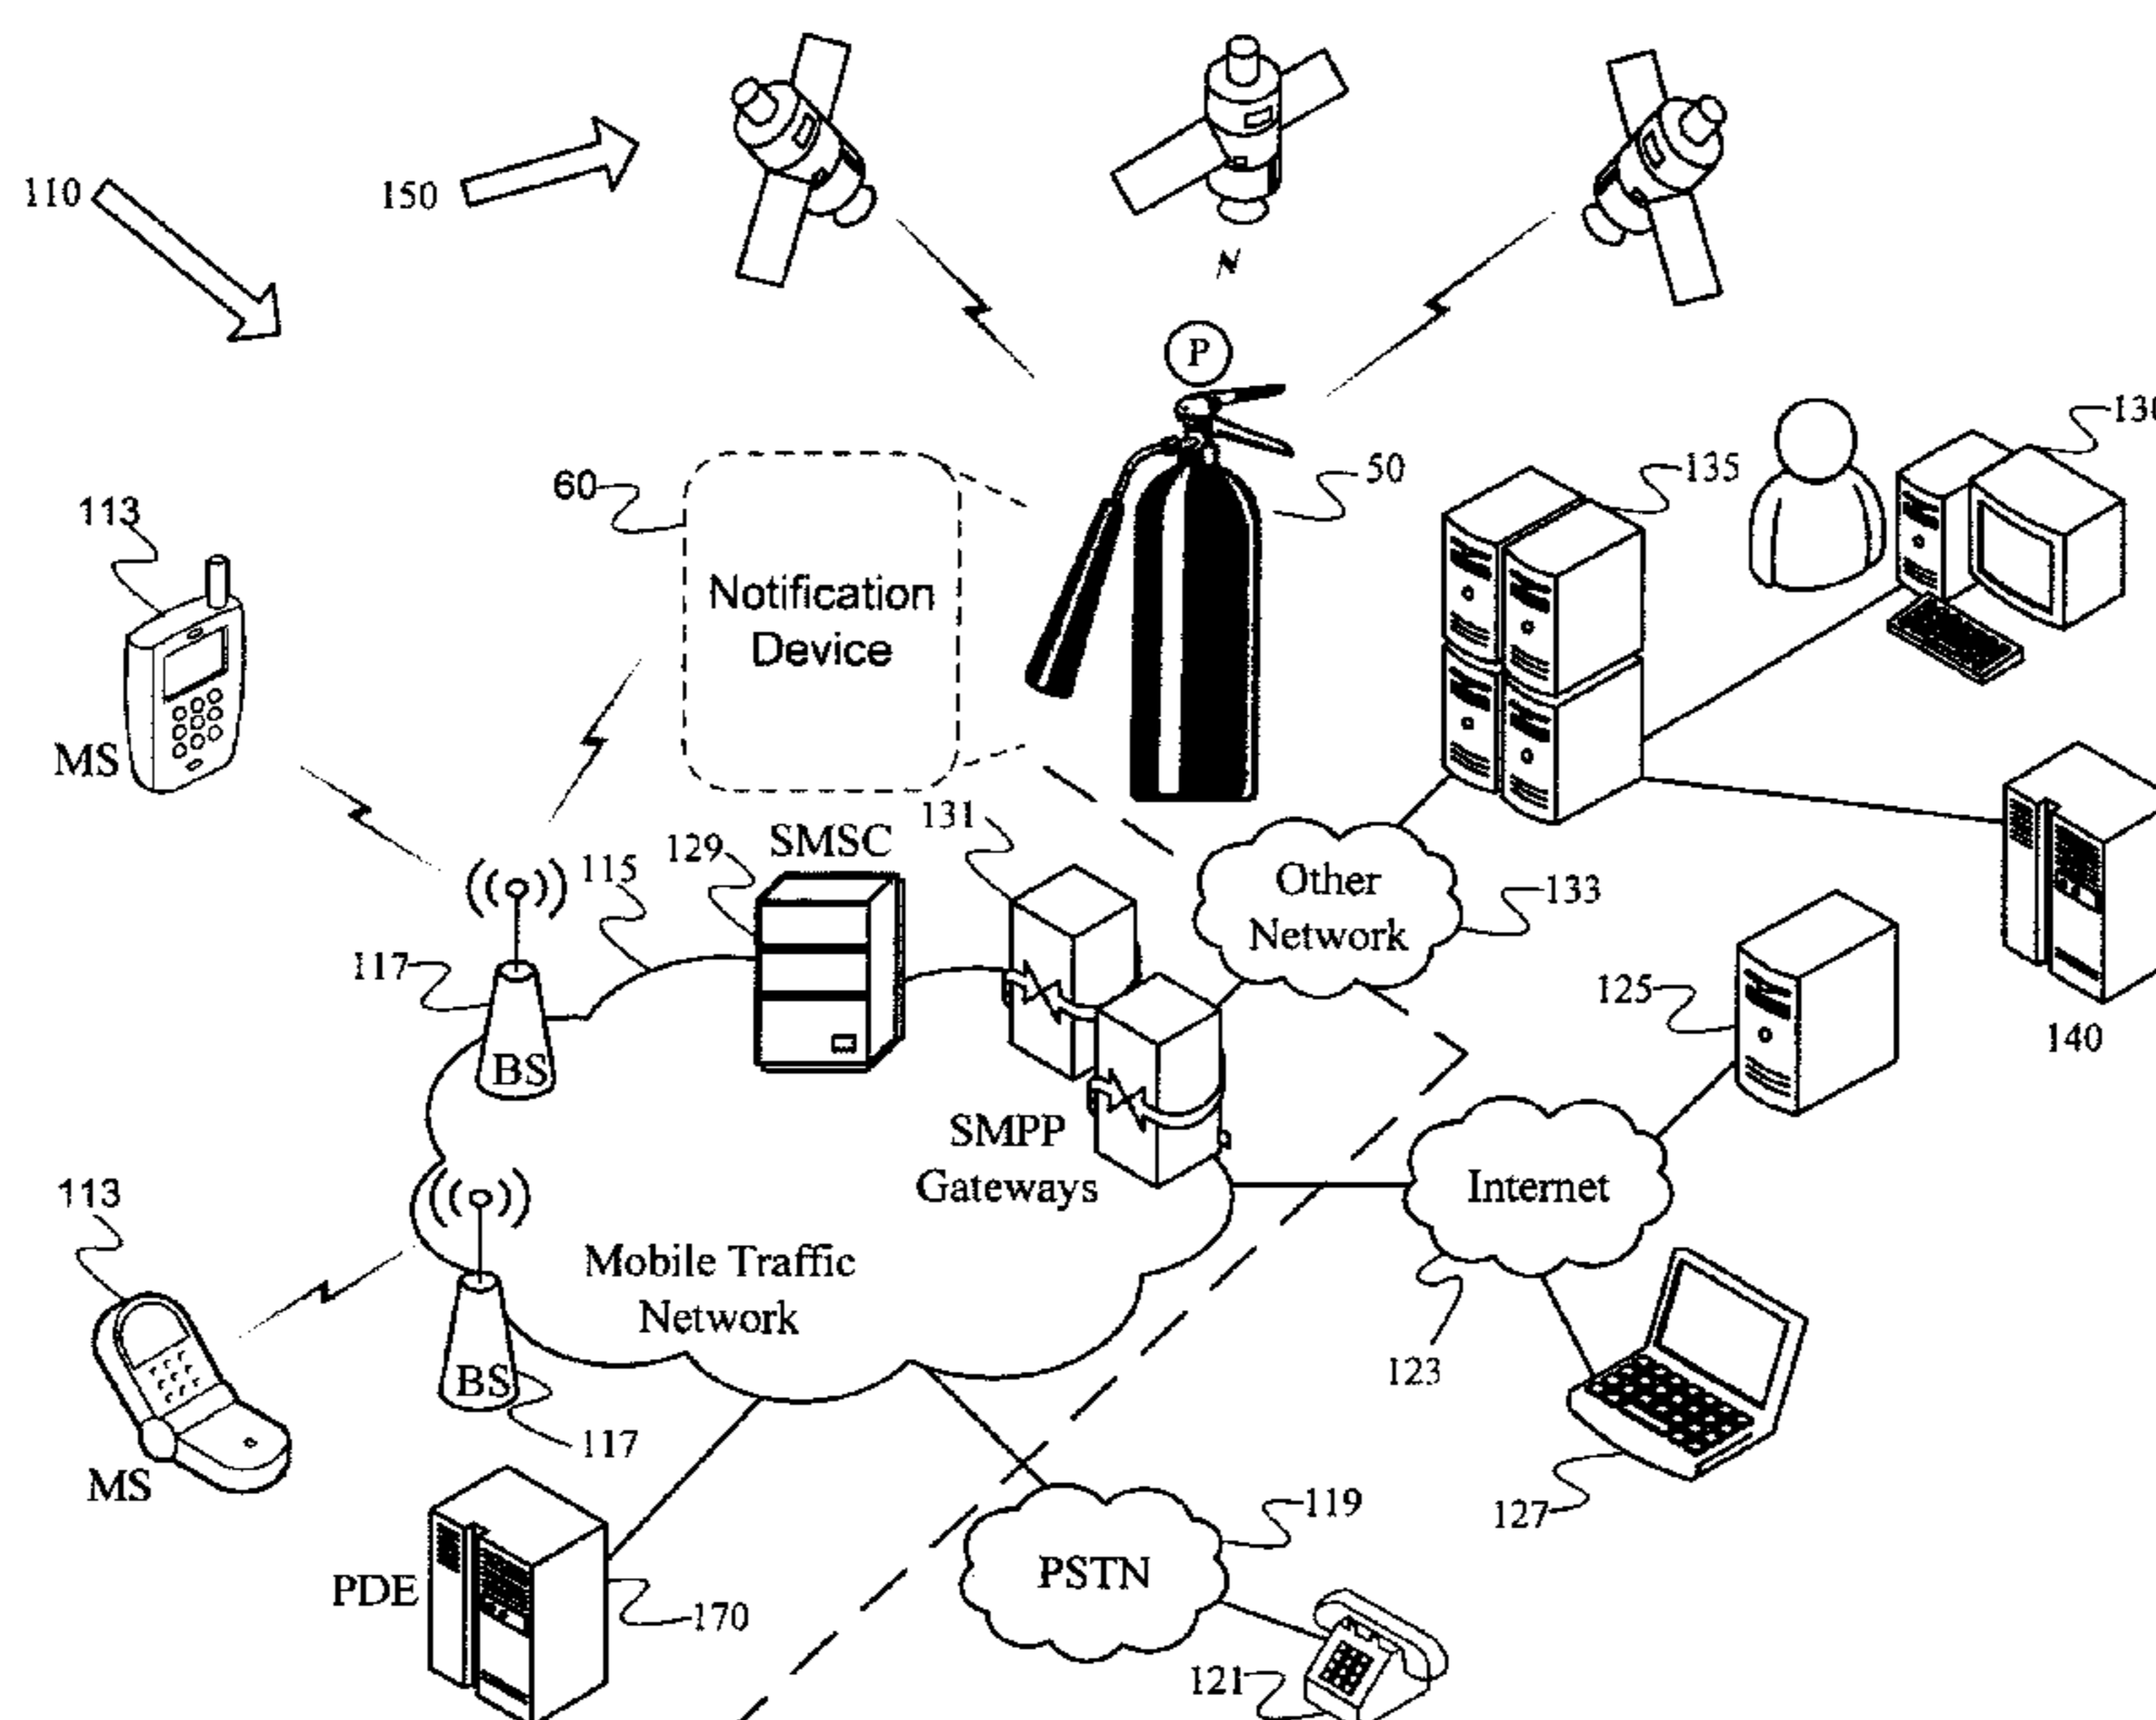 110
150
P
130
60
50
135
113
Notification
Device
MS
131
SMSC
129
115
Other
Network
133
117
125
BS
140
SMPP
Gateways
Internet
113
Mobile Traffic
Network
BS
123
117
MS
127
119
PDE
PSTN
170
121